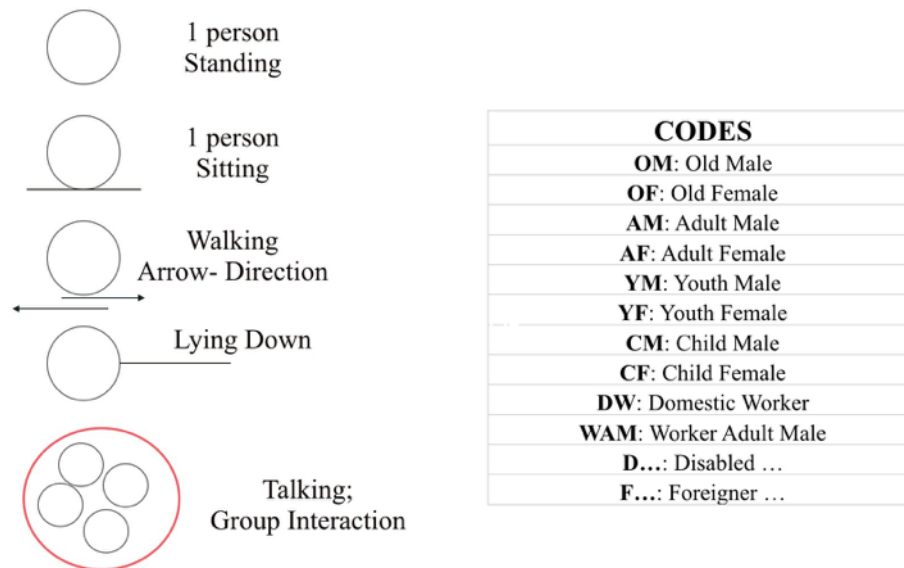 1 person
Standing
1 person
Sitting
Walking
Arrow- Direction
Lying Down
Talking;
Group Interaction
CODES
OM: Old Male
OF: Old Female
AM: Adult Male
AF: Adult Female
YM: Youth Male
YF: Youth Female
CM: Child Male
CF: Child Female
DW: Domestic Worker
WAM: Worker Adult Male
D...: Disabled ...
F...: Foreigner ...